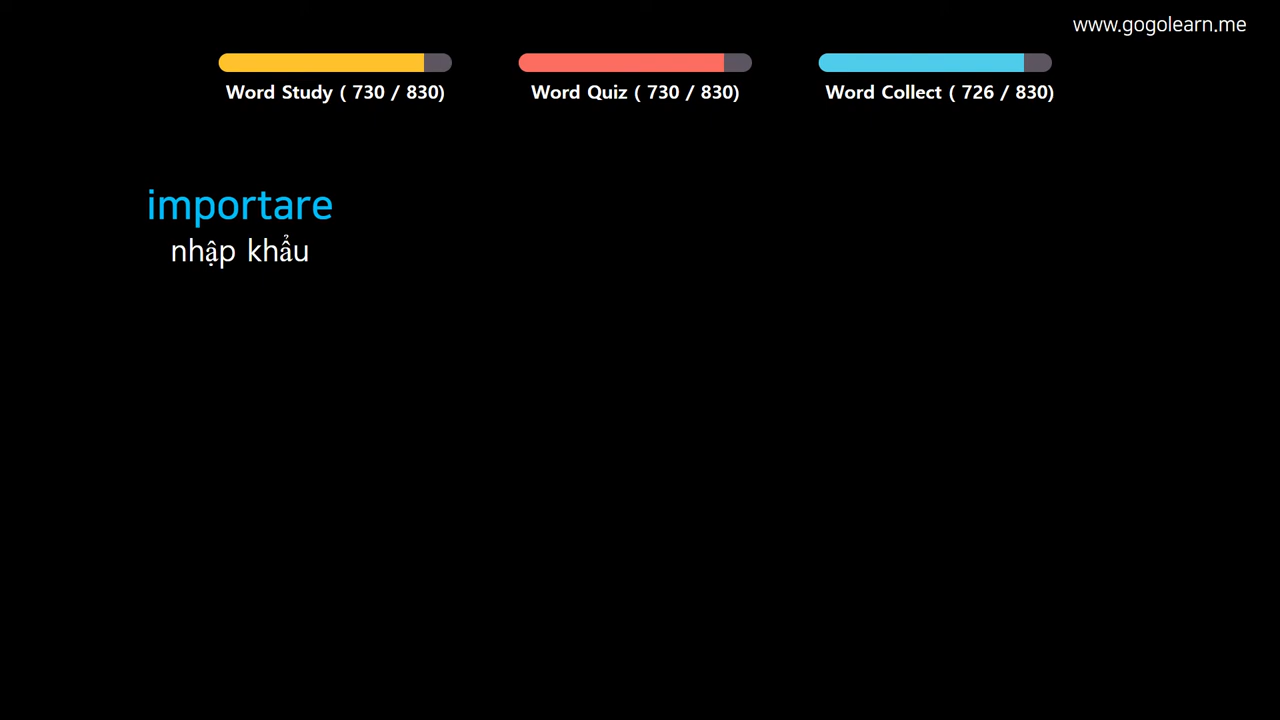 www.gogolearn.me
Word Study ( 730 / 830)
Word Quiz ( 730 / 830)
Word Collect ( 726 / 830)
importare
nhập khẩu